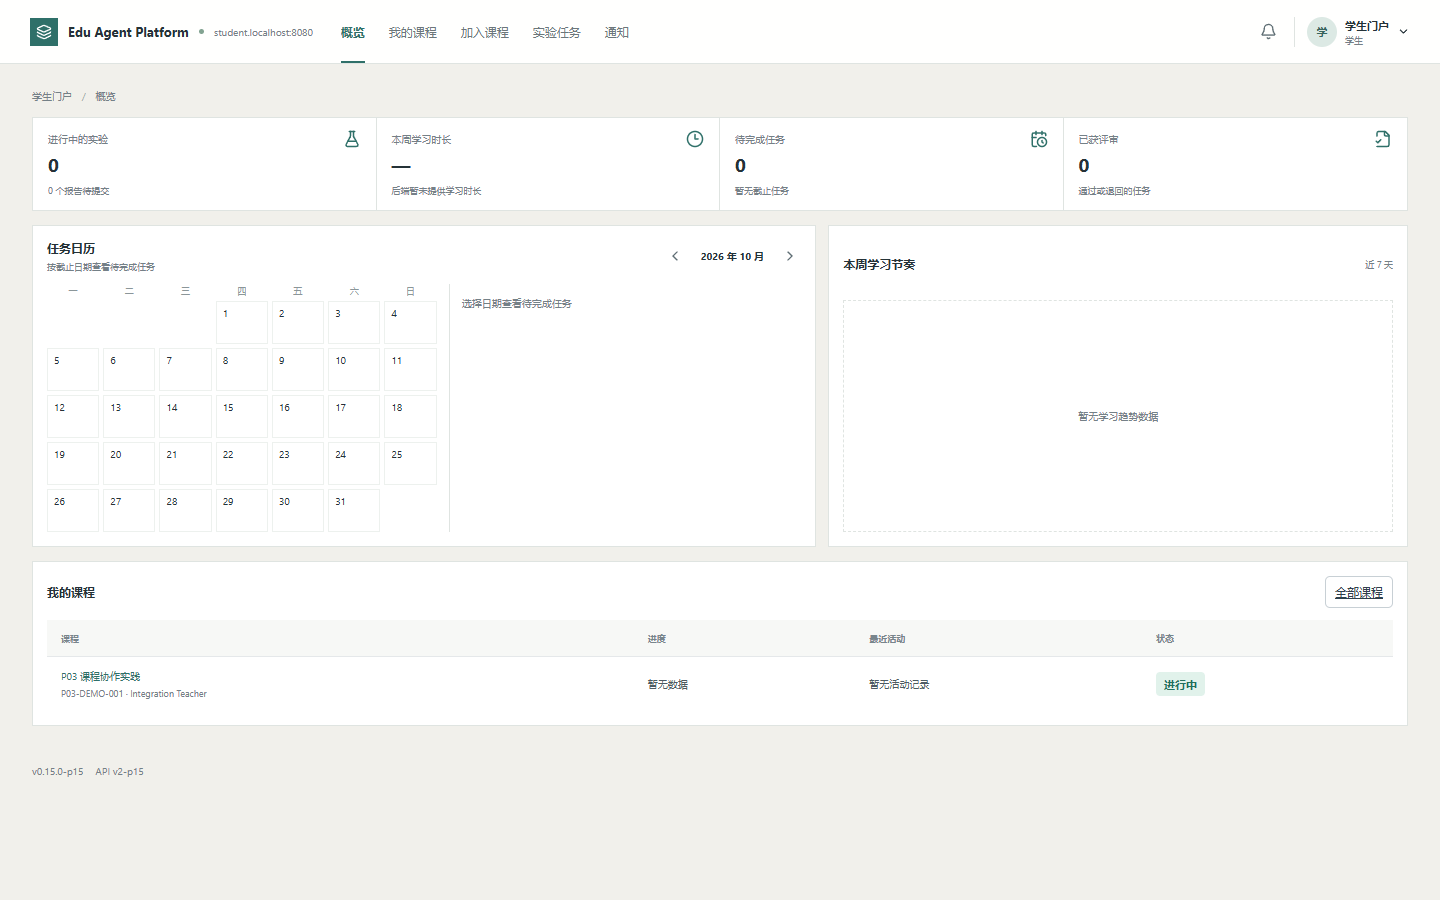 Edu Agent Platform student.localhost:8080 概览 我的课程 加入课程 实验任务 通知 学 学生门户
学生
学生门户 / 概览
进行中的实验
0
0 个报告待提交
本周学习时长
—
后端暂未提供学习时长
待完成任务
0
暂无截止任务
已获评审
0
通过或退回的任务
任务日历
按截止日期查看待完成任务
2026 年 10 月
一 二 三 四 五 六 日
1 2 3 4
5 6 7 8 9 10 11
12 13 14 15 16 17 18
19 20 21 22 23 24 25
26 27 28 29 30 31
选择日期查看待完成任务
本周学习节奏
近 7 天
暂无学习趋势数据
我的课程
全部课程
课程 进度 最近活动 状态
P03 课程协作实践
P03-DEMO-001 · Integration Teacher
暂无数据
暂无活动记录
进行中
v0.15.0-p15 API v2-p15